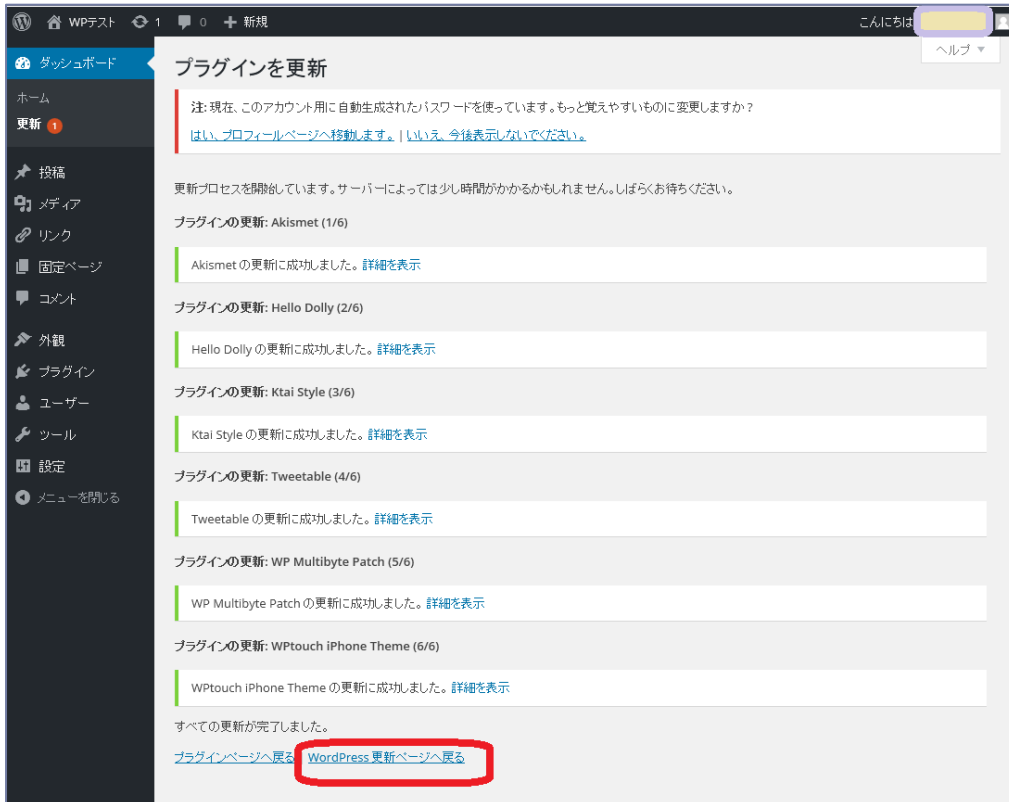 WPテスト 1 0 新規 こんにちは
ヘルプ
ダッシュボード
ホーム
更新 1
投稿
メディア
リンク
固定ページ
コメント
外観
プラグイン
ユーザー
ツール
設定
メニューを閉じる
プラグインを更新
注: 現在、このアカウント用に自動生成されたパスワードを使っています。もっと覚えやすいものに変更しますか ?
はい、プロフィールページへ移動します。 | いいえ、今後表示しないでください。
更新プロセスを開始しています。サーバーによっては少し時間がかかるかもしれません。しばらくお待ちください。
プラグインの更新: Akismet (1/6)
Akismet の更新に成功しました。 詳細を表示
プラグインの更新: Hello Dolly (2/6)
Hello Dolly の更新に成功しました。 詳細を表示
プラグインの更新: Ktai Style (3/6)
Ktai Style の更新に成功しました。 詳細を表示
プラグインの更新: Tweetable (4/6)
Tweetable の更新に成功しました。 詳細を表示
プラグインの更新: WP Multibyte Patch (5/6)
WP Multibyte Patch の更新に成功しました。 詳細を表示
プラグインの更新: WPtouch iPhone Theme (6/6)
WPtouch iPhone Theme の更新に成功しました。 詳細を表示
すべての更新が完了しました。
プラグインページへ戻る WordPress 更新ページへ戻る